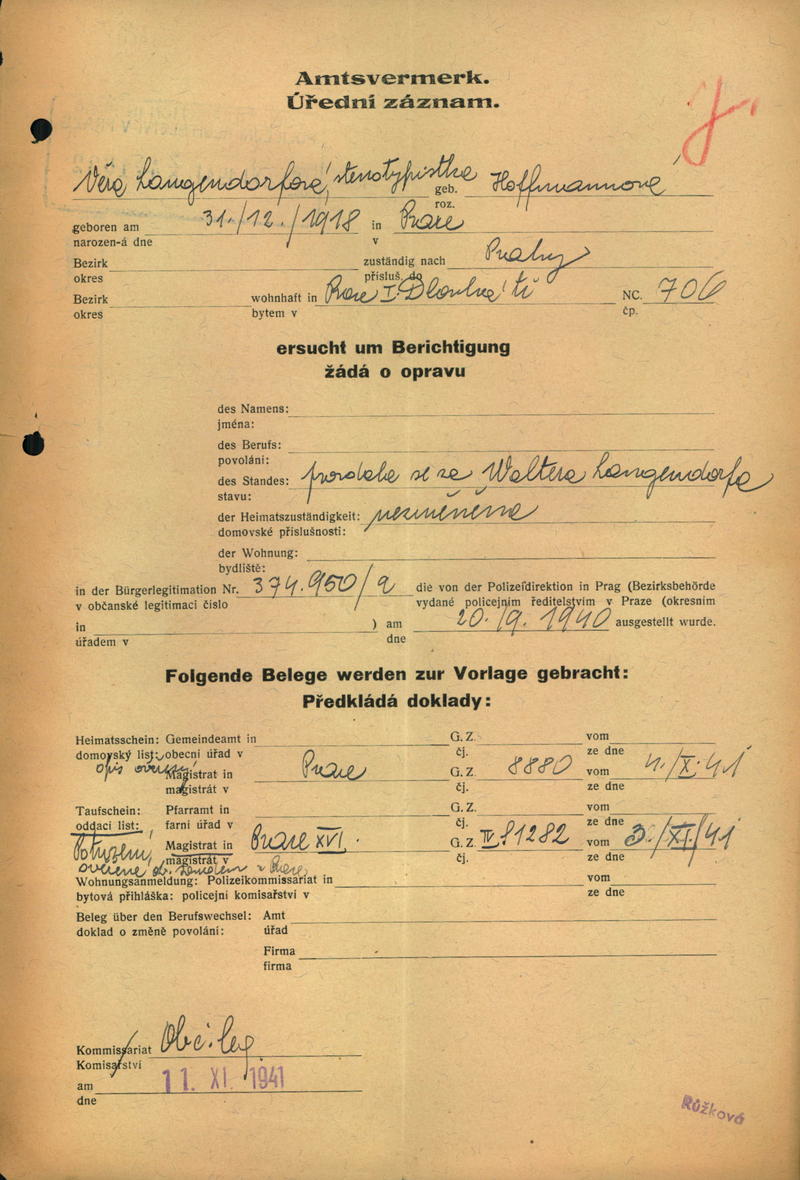 Amtsvermerk.
Úřední záznam.
J
Věra Langendorfová, stenotypistka geb. Hoffmannová
roz.
geboren am 31./12./1918 in Praze
narozen-á dne v
Bezirk zuständig nach Prahy
okres přísluš. do
Bezirk wohnhaft in Praze I. Dlouhá tř NC. 706
okres bytem v čp.
ersucht um Berichtigung
žádá o opravu
des Namens:
jména:
des Berufs:
povolání:
des Standes: provdala se za Waltera Langendorfa
stavu:
der Heimatszuständigkeit: nezměněna
domovské příslušnosti:
der Wohnung:
bydliště:
in der Bürgerlegitimation Nr. 374.950/ die von der Polizeidirektion in Prag (Bezirksbehörde
v občanské legitimaci číslo vydané policejním ředitelstvím v Praze (okresním
in ) am 20./9. 1940 ausgestellt wurde.
úřadem v dne
Folgende Belege werden zur Vorlage gebracht:
Předkládá doklady:
Heimatsschein: Gemeindeamt in G. Z. vom
domovský list: obecní úřad v čj. ze dne
opis ověř. Magistrat in Praze G. Z. 8880 vom 4./X. 41
magistrát v čj. ze dne
Taufschein: Pfarramt in G. Z. vom
oddací list: farní úřad v čj. ze dne
Potvrzení, Magistrat in Praze XVI. G. Z. IV 81282 vom 3./XI./41
magistrát v čj. ze dne
ověřené v Praze
Wohnungsanmeldung: Polizeikommissariat in vom
bytová přihláška: policejní komisařství v ze dne
Beleg über den Berufswechsel: Amt
doklad o změně povolání: úřad
Firma
firma
Kommissariat Obč. leg
Komisařství
am 11. XI. 1941
dne
Růžková